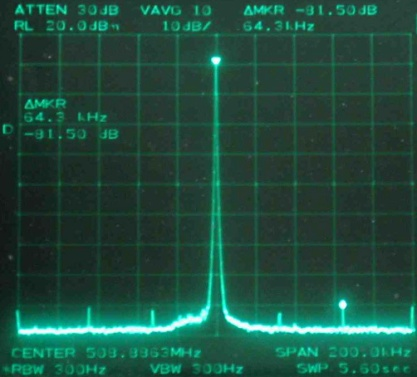 ATTEN 30dB VAVG 10 ΔMKR -81.50dB
RL 20.0dBm 10dB/ 64.3kHz
ΔMKR
64.3 kHz
D
-81.50 dB
CENTER 508.8863MHz SPAN 200.0kHz
*RBW 300Hz VBW 300Hz SWP 5.60sec